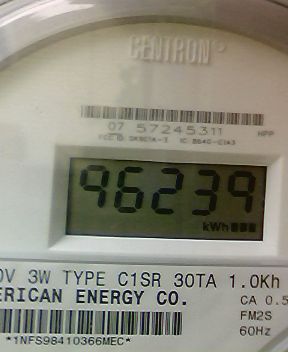 CENTRON®
07 57245311 HPP
96239
kWh
0V 3W TYPE C1SR 30TA 1.0Kh
ERICAN ENERGY CO.
CA 0.5
FM2S
60Hz
*1NFS98410366MEC*